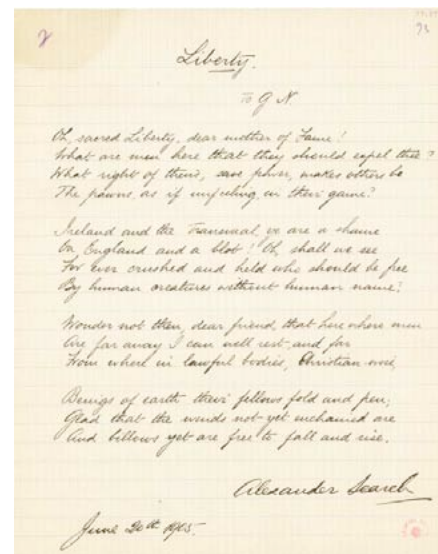 2
Liberty.
To G. N.
Oh, sacred Liberty, dear mother of Fame!
What are men here that they should expel thee?
What right of theirs, save power, makes others be
The pawns, as if unfeeling, in their game?
Ireland and the Transvaal, ye are a shame
On England and a blot! Oh, shall we see
For ever crushed and held who should be free
By human creatures without human name?
Wonder not then, dear friend, that here where men
Are far away I can well rest, and far
From where in lawful bodies, Christian wise,
Beings of earth their fellows fold and pen;
Glad that the winds not yet enchained are
And billows yet are free to fall and rise.
Alexander Search
June 20th 1905.